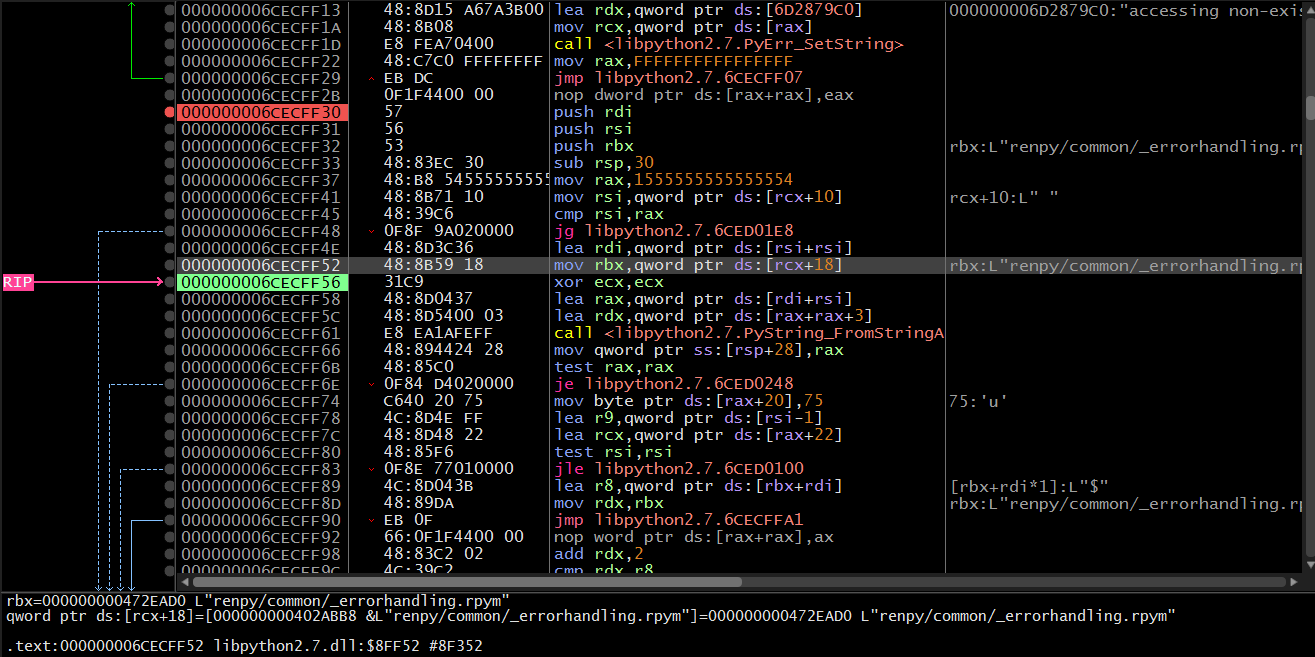 000000006CECFF13 48:8D15 A67A3B00 lea rdx,qword ptr ds:[6D2879C0] 000000006D2879C0:"accessing non-exis
000000006CECFF1A 48:8B08 mov rcx,qword ptr ds:[rax]
000000006CECFF1D E8 FEA70400 call <libpython2.7.PyErr_SetString>
000000006CECFF22 48:C7C0 FFFFFFFF mov rax,FFFFFFFFFFFFFFFF
000000006CECFF29 EB DC jmp libpython2.7.6CECFF07
000000006CECFF2B 0F1F4400 00 nop dword ptr ds:[rax+rax],eax
000000006CECFF30 57 push rdi
000000006CECFF31 56 push rsi
000000006CECFF32 53 push rbx rbx:L"renpy/common/_errorhandling.rp
000000006CECFF33 48:83EC 30 sub rsp,30
000000006CECFF37 48:B8 54555555555 mov rax,1555555555555554
000000006CECFF41 48:8B71 10 mov rsi,qword ptr ds:[rcx+10] rcx+10:L" "
000000006CECFF45 48:39C6 cmp rsi,rax
000000006CECFF48 0F8F 9A020000 jg libpython2.7.6CED01E8
000000006CECFF4E 48:8D3C36 lea rdi,qword ptr ds:[rsi+rsi]
000000006CECFF52 48:8B59 18 mov rbx,qword ptr ds:[rcx+18] rbx:L"renpy/common/_errorhandling.rp
RIP 000000006CECFF56 31C9 xor ecx,ecx
000000006CECFF58 48:8D0437 lea rax,qword ptr ds:[rdi+rsi]
000000006CECFF5C 48:8D5400 03 lea rdx,qword ptr ds:[rax+rax+3]
000000006CECFF61 E8 EA1AFEFF call <libpython2.7.PyString_FromStringA
000000006CECFF66 48:894424 28 mov qword ptr ss:[rsp+28],rax
000000006CECFF6B 48:85C0 test rax,rax
000000006CECFF6E 0F84 D4020000 je libpython2.7.6CED0248
000000006CECFF74 C640 20 75 mov byte ptr ds:[rax+20],75 75:'u'
000000006CECFF78 4C:8D4E FF lea r9,qword ptr ds:[rsi-1]
000000006CECFF7C 48:8D48 22 lea rcx,qword ptr ds:[rax+22]
000000006CECFF80 48:85F6 test rsi,rsi
000000006CECFF83 0F8E 77010000 jle libpython2.7.6CED0100
000000006CECFF89 4C:8D043B lea r8,qword ptr ds:[rbx+rdi] [rbx+rdi*1]:L"$"
000000006CECFF8D 48:89DA mov rdx,rbx rbx:L"renpy/common/_errorhandling.rp
000000006CECFF90 EB 0F jmp libpython2.7.6CECFFA1
000000006CECFF92 66:0F1F4400 00 nop word ptr ds:[rax+rax],ax
000000006CECFF98 48:83C2 02 add rdx,2
000000006CECFF9C 4C:39C2 cmp rdx,r8
rbx=000000000472EAD0 L"renpy/common/_errorhandling.rpym"
qword ptr ds:[rcx+18]=[000000000402ABB8 &L"renpy/common/_errorhandling.rpym"]=000000000472EAD0 L"renpy/common/_errorhandling.rpym"
.text:000000006CECFF52 libpython2.7.dll:$8FF52 #8F352